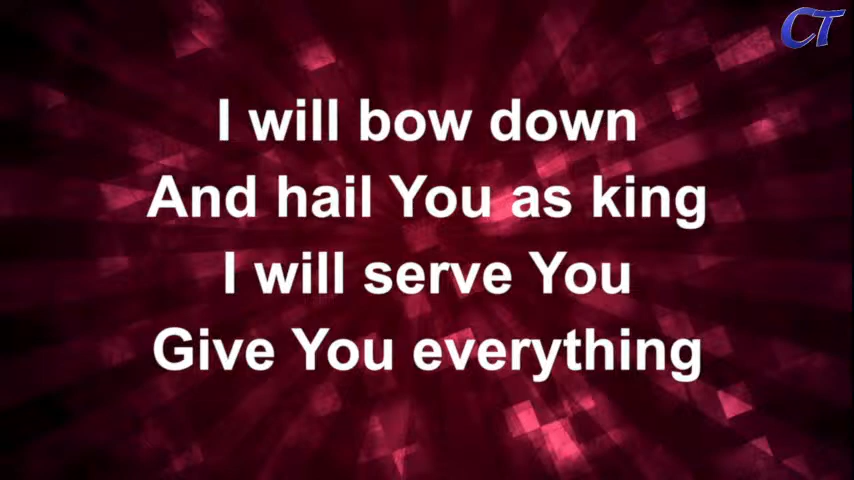 CT
I will bow down
And hail You as king
I will serve You
Give You everything